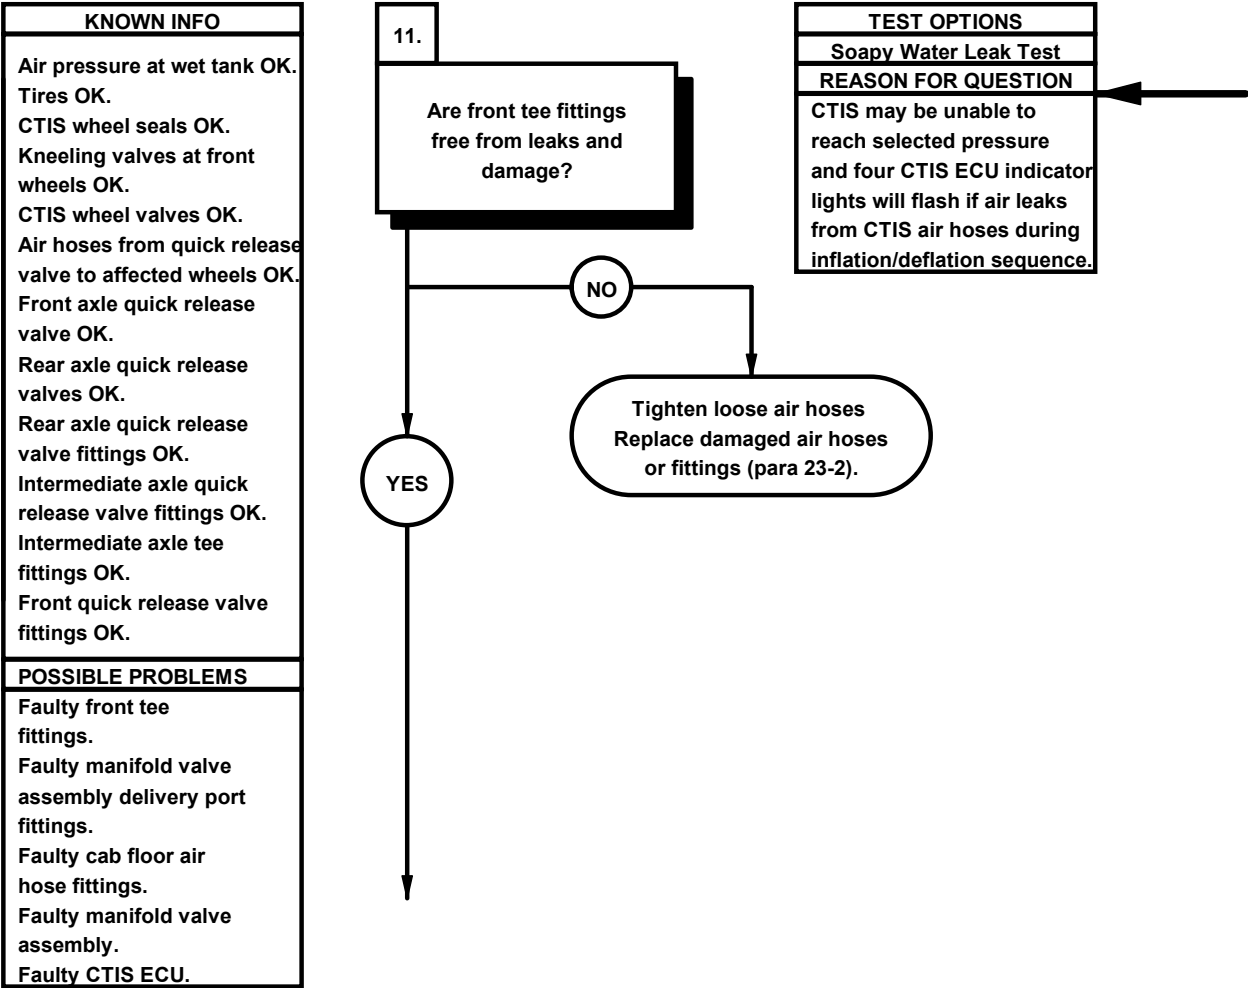 KNOWN INFO
Air pressure at wet tank OK.
Tires OK.
CTIS wheel seals OK.
Kneeling valves at front
wheels OK.
CTIS wheel valves OK.
Air hoses from quick release
valve to affected wheels OK.
Front axle quick release
valve OK.
Rear axle quick release
valves OK.
Rear axle quick release
valve fittings OK.
Intermediate axle quick
release valve fittings OK.
Intermediate axle tee
fittings OK.
Front quick release valve
fittings OK.
POSSIBLE PROBLEMS
Faulty front tee
fittings.
Faulty manifold valve
assembly delivery port
fittings.
Faulty cab floor air
hose fittings.
Faulty manifold valve
assembly.
Faulty CTIS ECU.
11.
Are front tee fittings
free from leaks and
damage?
NO
YES
Tighten loose air hoses
Replace damaged air hoses
or fittings (para 23-2).
TEST OPTIONS
Soapy Water Leak Test
REASON FOR QUESTION
CTIS may be unable to
reach selected pressure
and four CTIS ECU indicator
lights will flash if air leaks
from CTIS air hoses during
inflation/deflation sequence.